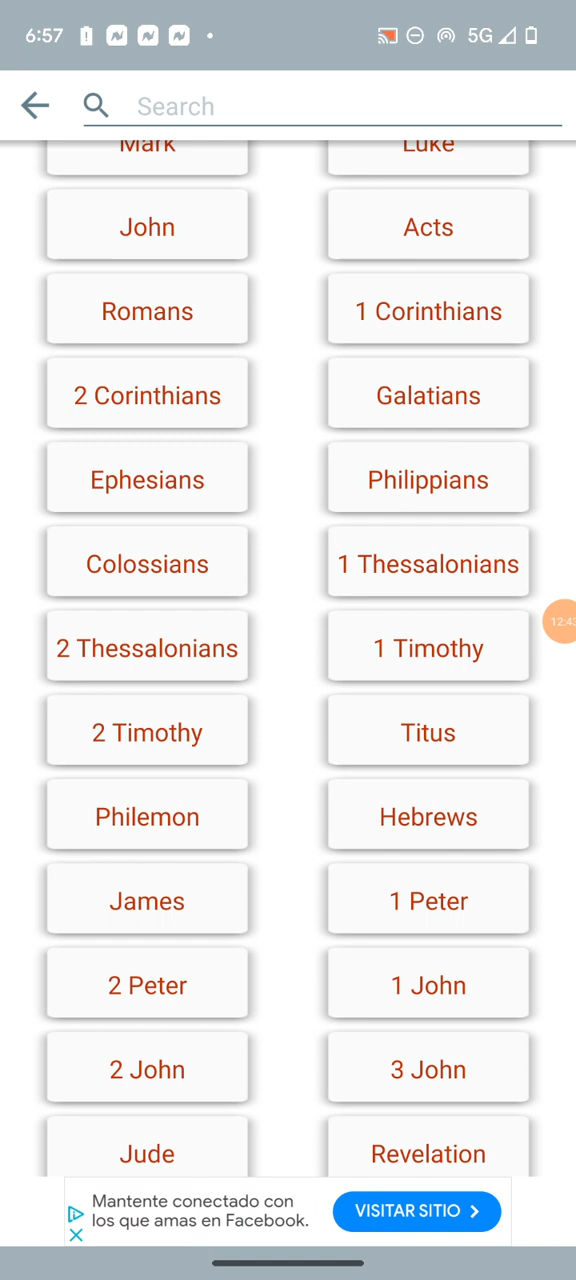 6:57
5G
Search
Mark
Luke
John
Acts
Romans
1 Corinthians
2 Corinthians
Galatians
Ephesians
Philippians
Colossians
1 Thessalonians
2 Thessalonians
1 Timothy
2 Timothy
Titus
Philemon
Hebrews
James
1 Peter
2 Peter
1 John
2 John
3 John
Jude
Revelation
12:43
Mantente conectado con
los que amas en Facebook.
VISITAR SITIO